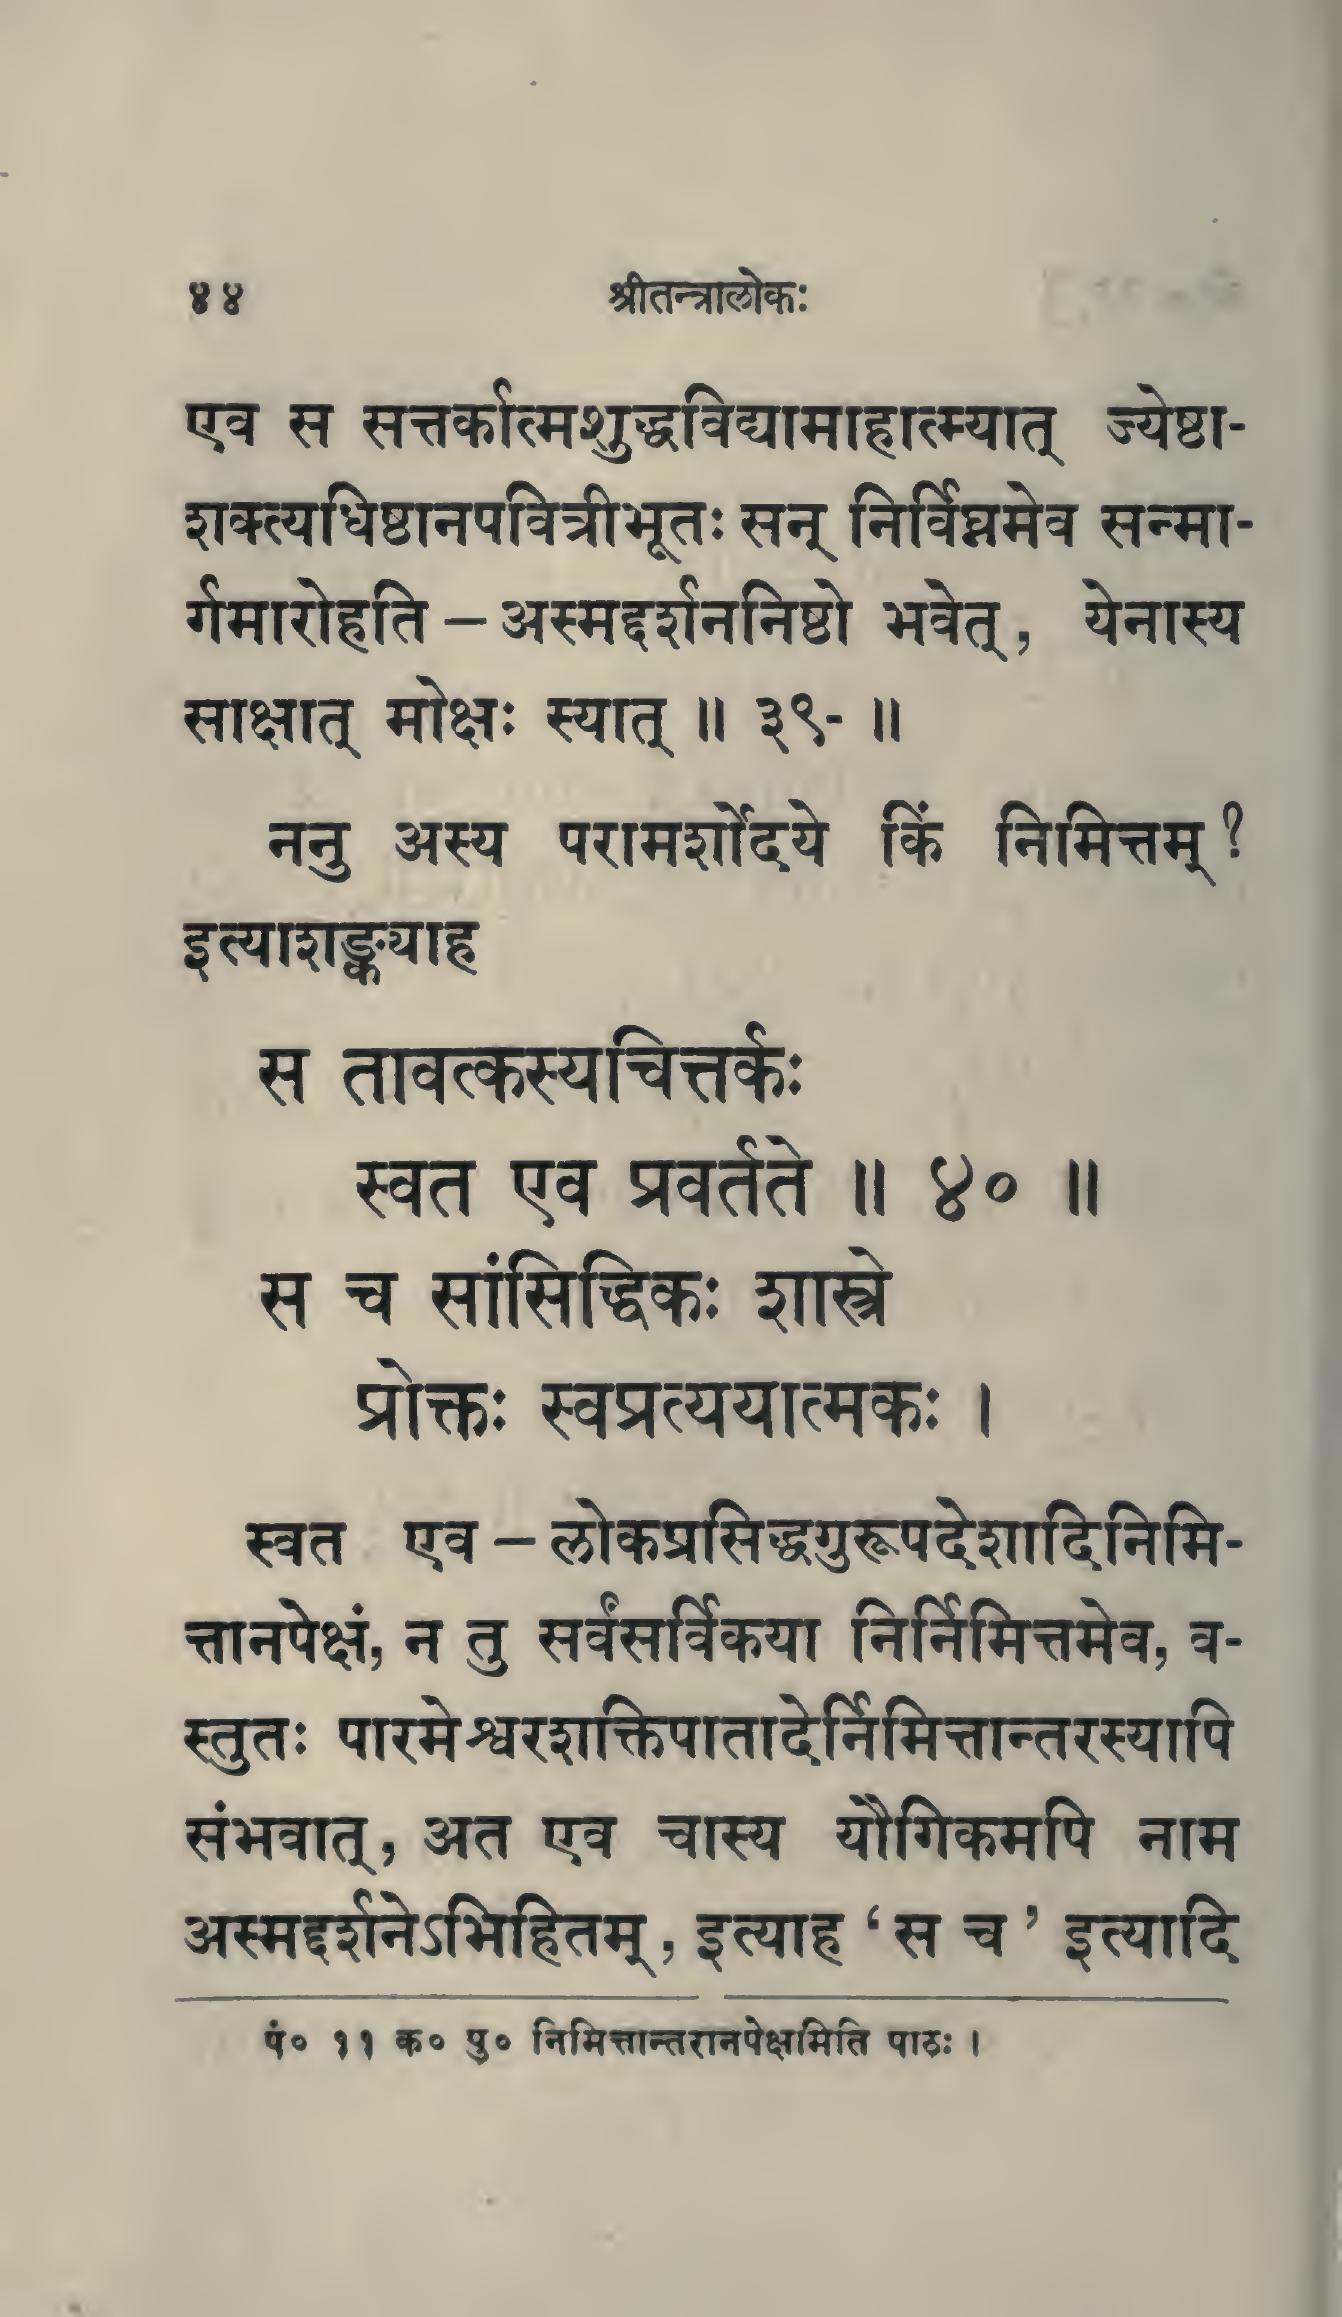 ४४ श्रीतन्त्रालोकः
एव स सत्तर्कात्मशुद्धविद्यामाहात्म्यात् ज्येष्ठा-
शक्त्यधिष्ठानपवित्रीभूतः सन् निर्विघ्नमेव सन्मा-
र्गमारोहति – अस्मद्दर्शननिष्ठो भवेत्, येनास्य
साक्षात् मोक्षः स्यात् ॥ ३९- ॥
ननु अस्य परामर्शोदये किं निमित्तम् ?
इत्याशङ्कयाह
स तावत्कस्यचित्तर्कः
स्वत एव प्रवर्तते ॥ ४० ॥
स च सांसिद्धिकः शास्त्रे
प्रोक्तः स्वप्रत्ययात्मकः ।
स्वत एव – लोकप्रसिद्धगुरूपदेशादिनिमि-
त्तानपेक्षं, न तु सर्वंसर्विकया निर्निमित्तमेव, व-
स्तुतः पारमेश्वरशक्तिपातादेर्निमित्तान्तरस्यापि
संभवात्, अत एव चास्य यौगिकमपि नाम
अस्मद्दर्शनेऽभिहितम्, इत्याह ‘स च’ इत्यादि
पं० ११ क० पु० निमित्तान्तरानपेक्षमिति पाठः ।